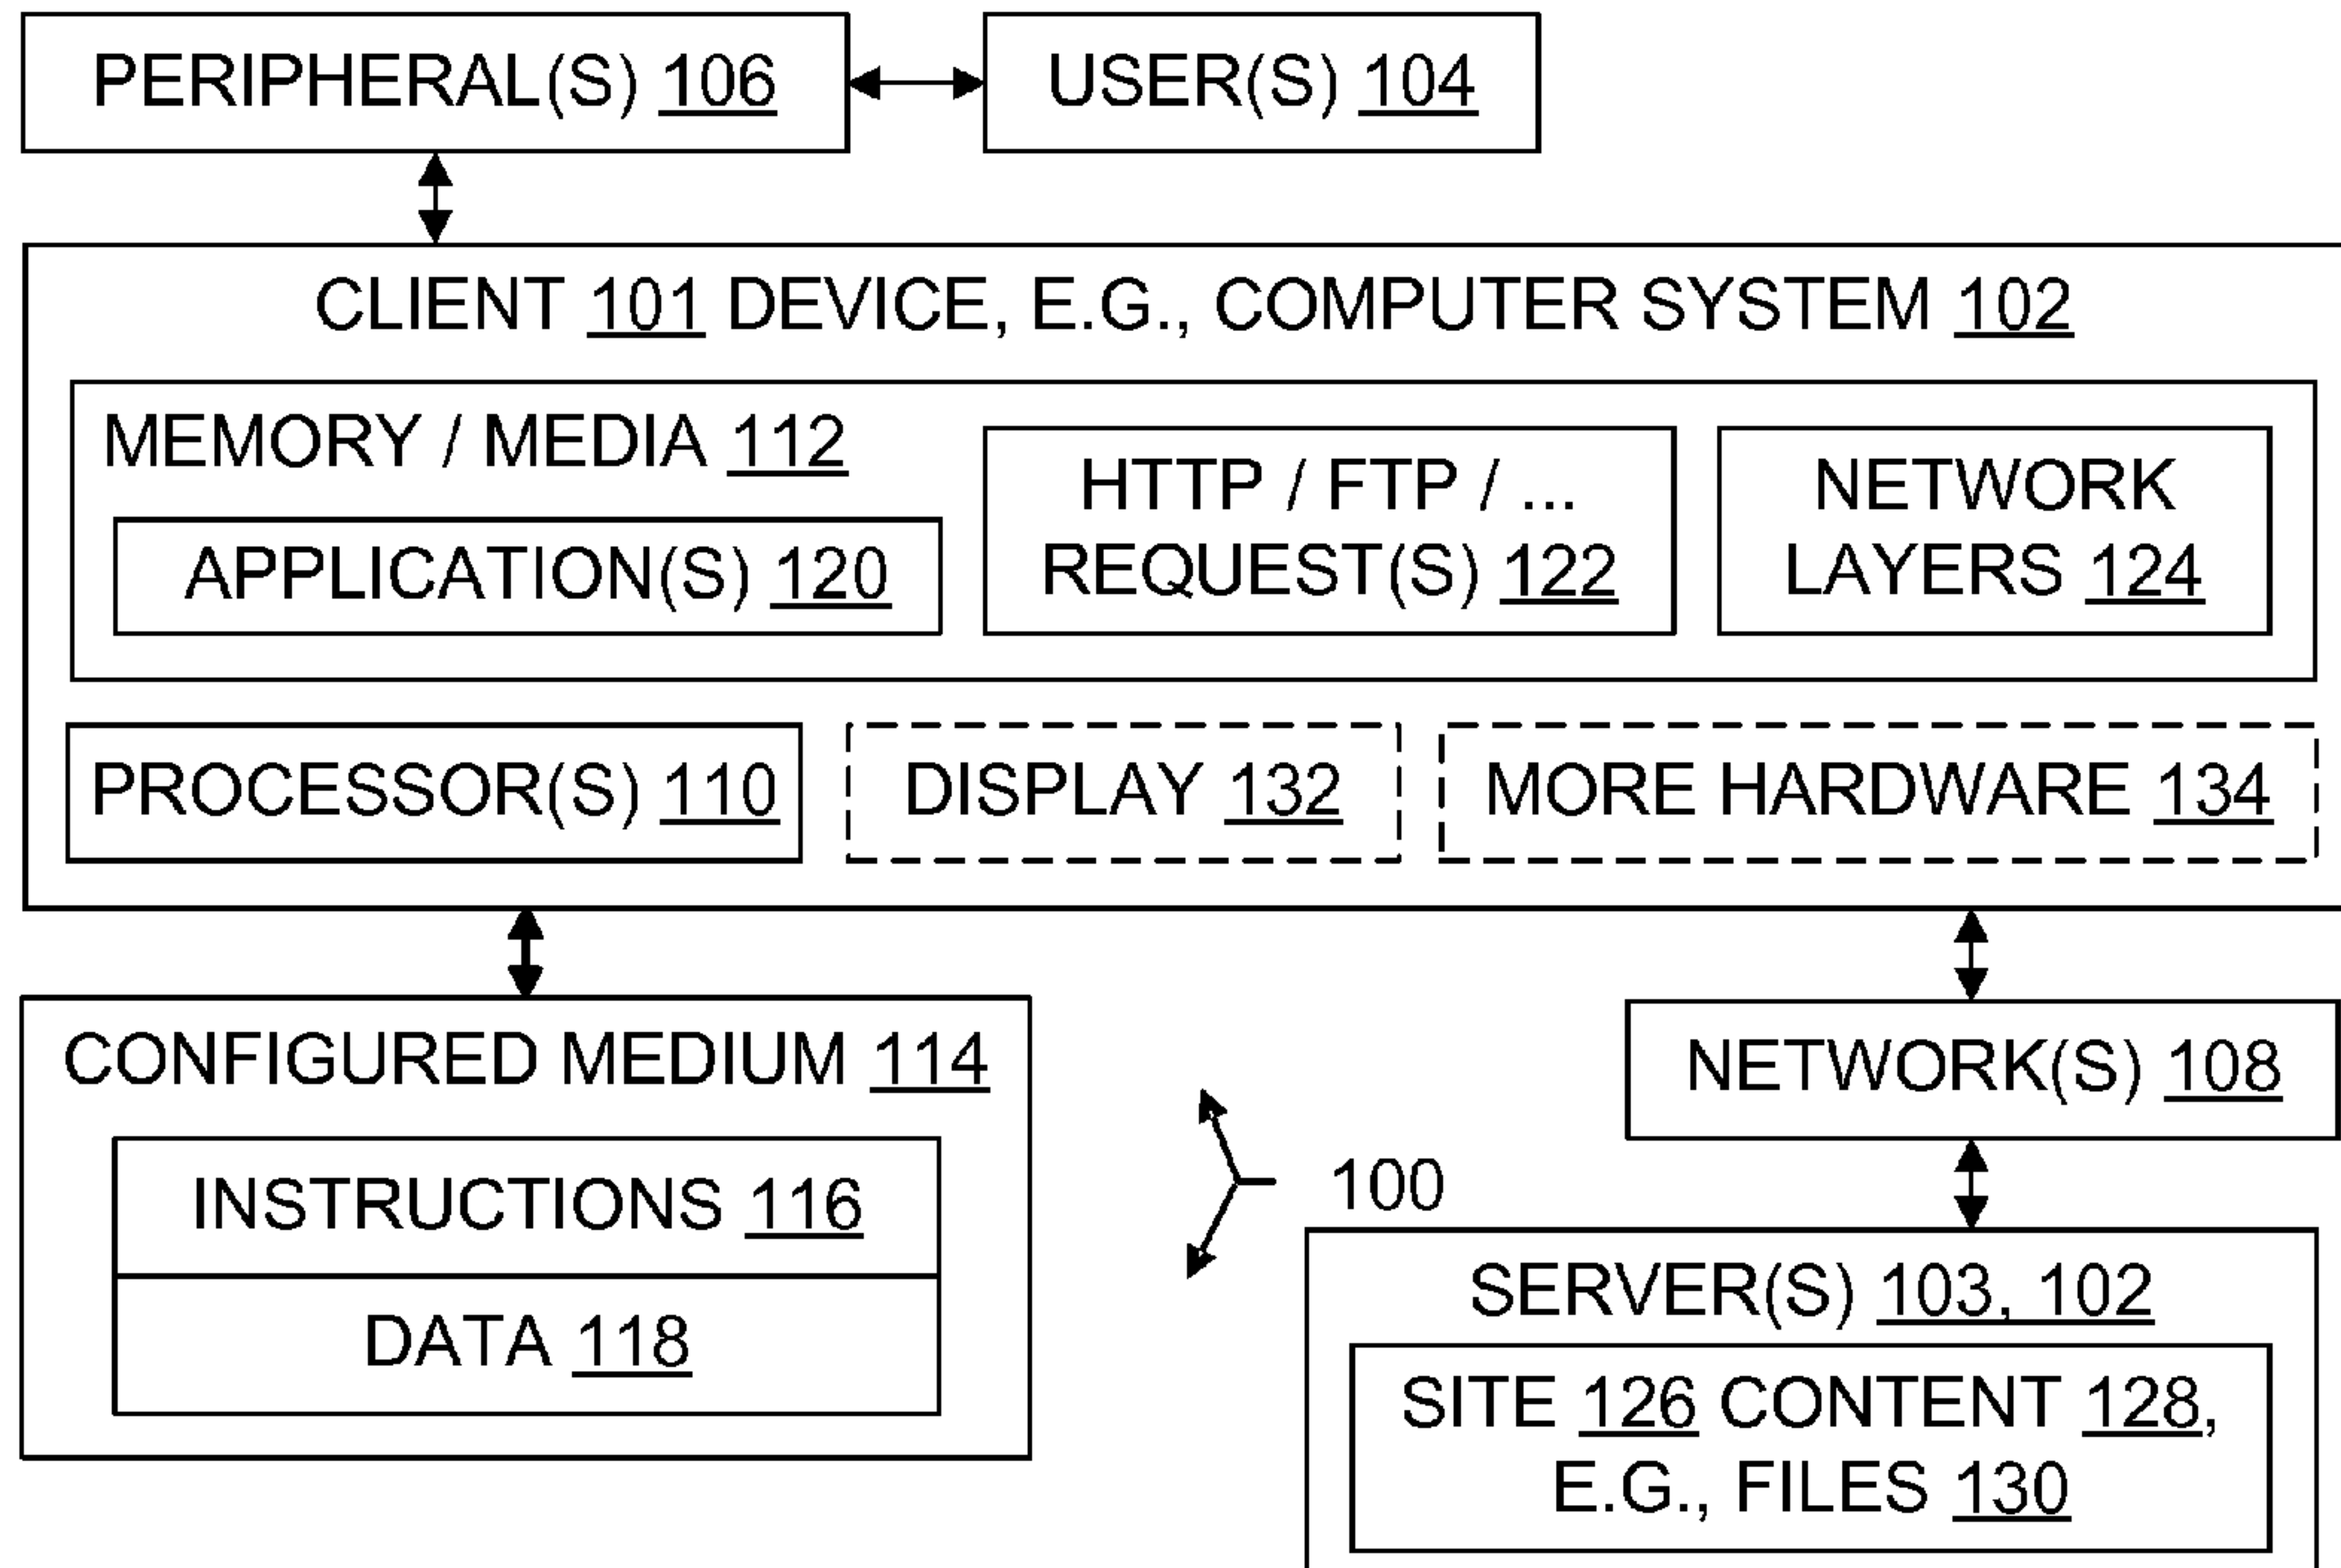 PERIPHERAL(S) 106
USER(S) 104
CLIENT 101 DEVICE, E.G., COMPUTER SYSTEM 102
MEMORY / MEDIA 112
APPLICATION(S) 120
HTTP / FTP / ...
REQUEST(S) 122
NETWORK
LAYERS 124
PROCESSOR(S) 110
DISPLAY 132
MORE HARDWARE 134
CONFIGURED MEDIUM 114
INSTRUCTIONS 116
DATA 118
100
NETWORK(S) 108
SERVER(S) 103, 102
SITE 126 CONTENT 128,
E.G., FILES 130